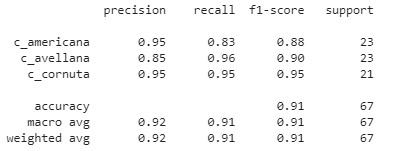 precision recall f1-score support
c_americana 0.95 0.83 0.88 23
c_avellana 0.85 0.96 0.90 23
c_cornuta 0.95 0.95 0.95 21
accuracy 0.91 67
macro avg 0.92 0.91 0.91 67
weighted avg 0.92 0.91 0.91 67